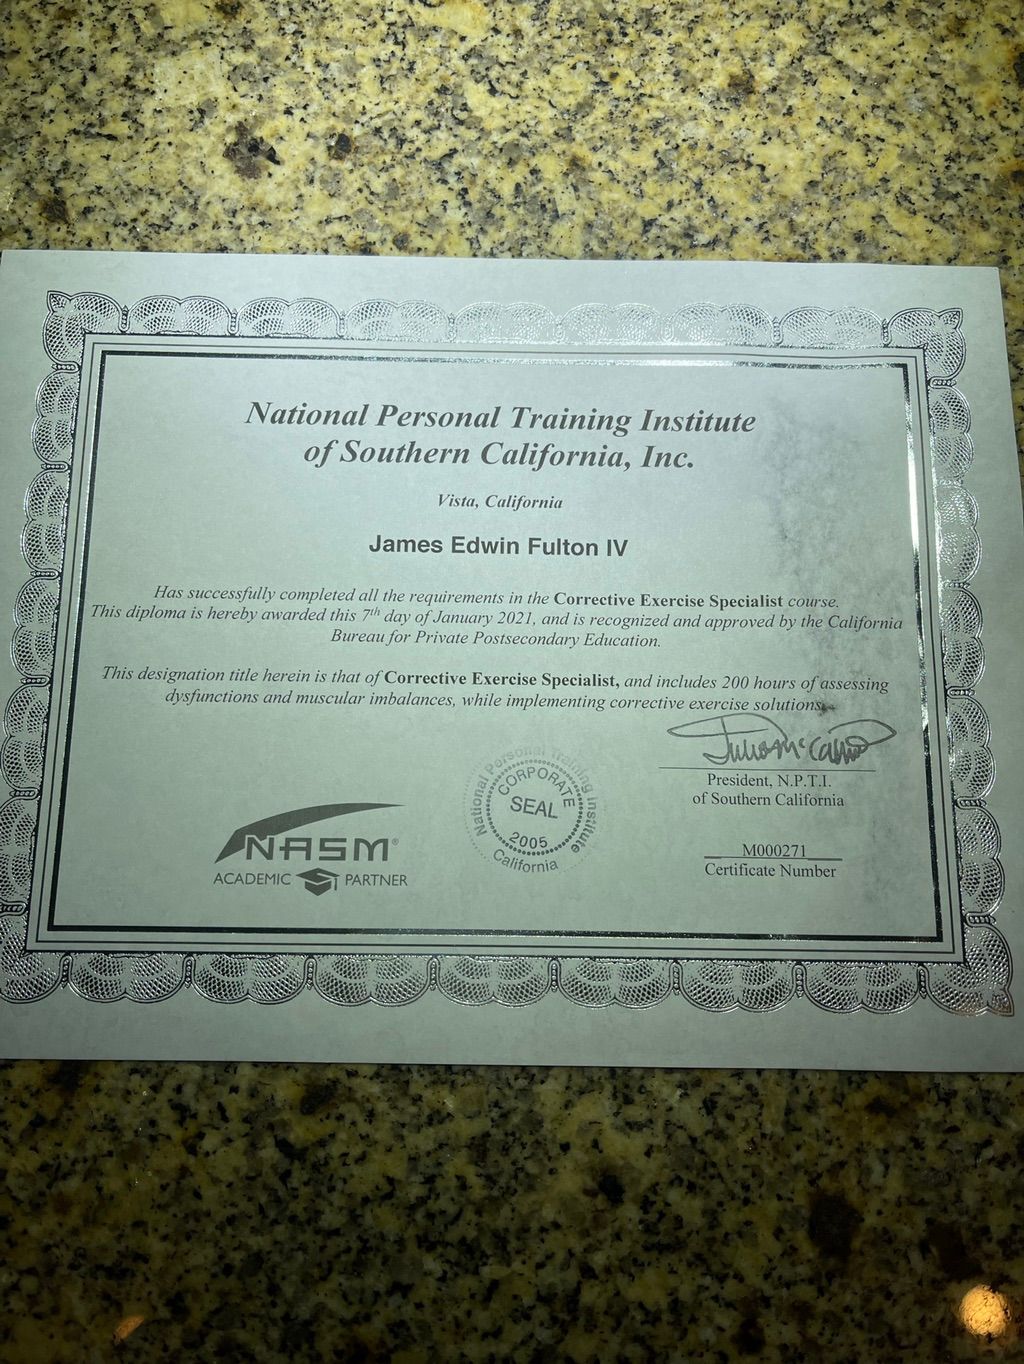 National Personal Training Institute
of Southern California, Inc.
Vista, California
James Edwin Fulton IV
Has successfully completed all the requirements in the Corrective Exercise Specialist course.
This diploma is hereby awarded this 7th day of January 2021, and is recognized and approved by the California
Bureau for Private Postsecondary Education.
This designation title herein is that of Corrective Exercise Specialist, and includes 200 hours of assessing
dysfunctions and muscular imbalances, while implementing corrective exercise solutions.
President, N.P.T.I.
of Southern California
M000271
Certificate Number
National Personal Training Institute
CORPORATE
SEAL
2005
California
NASM®
ACADEMIC PARTNER